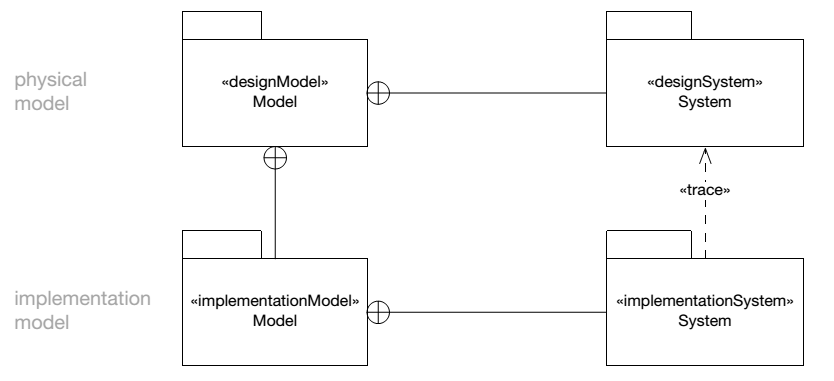 physical
model
«designModel»
Model
«designSystem»
System
«trace»
implementation
model
«implementationModel»
Model
«implementationSystem»
System